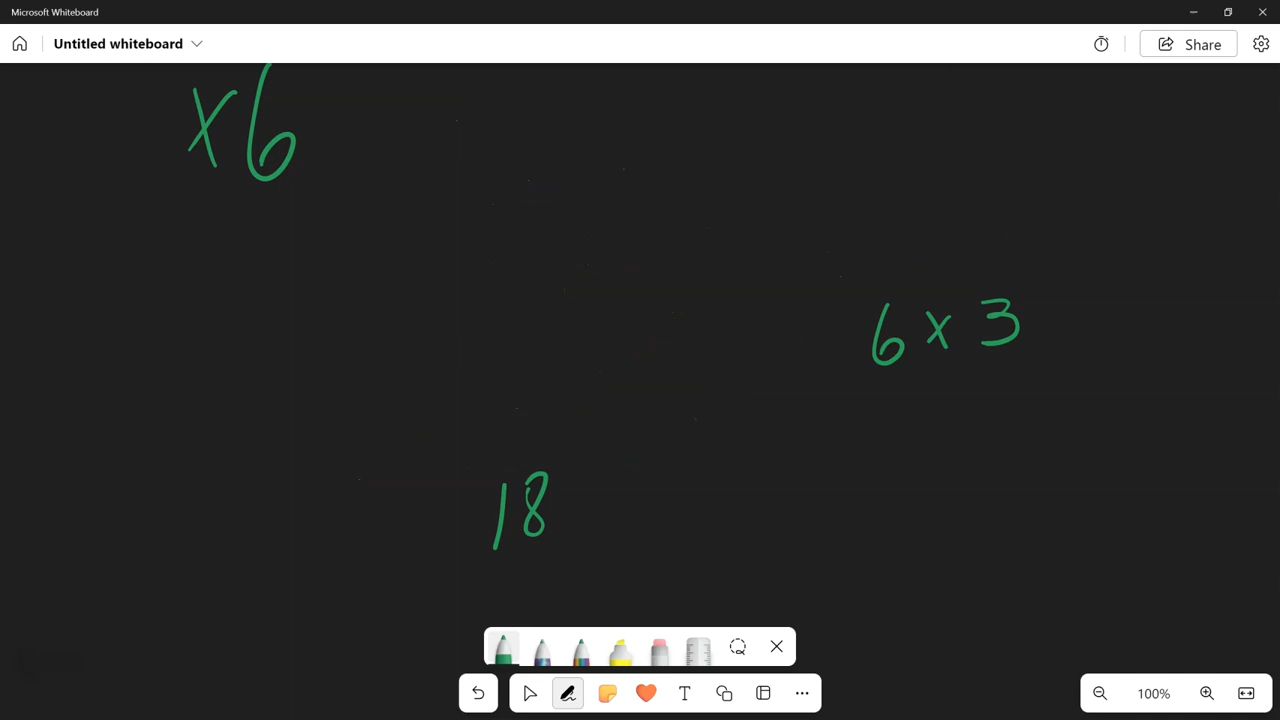 Microsoft Whiteboard
Untitled whiteboard
Share
x6
6 x 3
18
100%